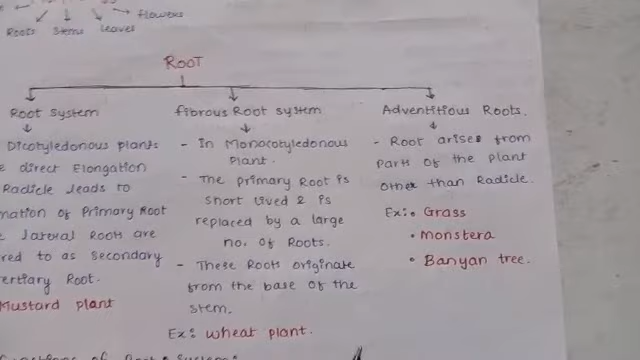 flowers
Roots stems leaves
ROOT
Root system
Dicotyledonous plants
direct Elongation
Radicle leads to
mation of Primary Root
lateral Roots are
red to as secondary
ertiary Root.
Mustard plant
fibrous Root system
- In Monocotyledonous
Plant.
- The primary Root is
short lived & is
replaced by a large
no. of Roots.
- These Roots originate
from the base of the
stem.
Ex: wheat plant.
Adventitious Roots.
- Root arises from
parts of the plant
other than Radicle.
Ex:. Grass
• monstera
• Banyan tree.